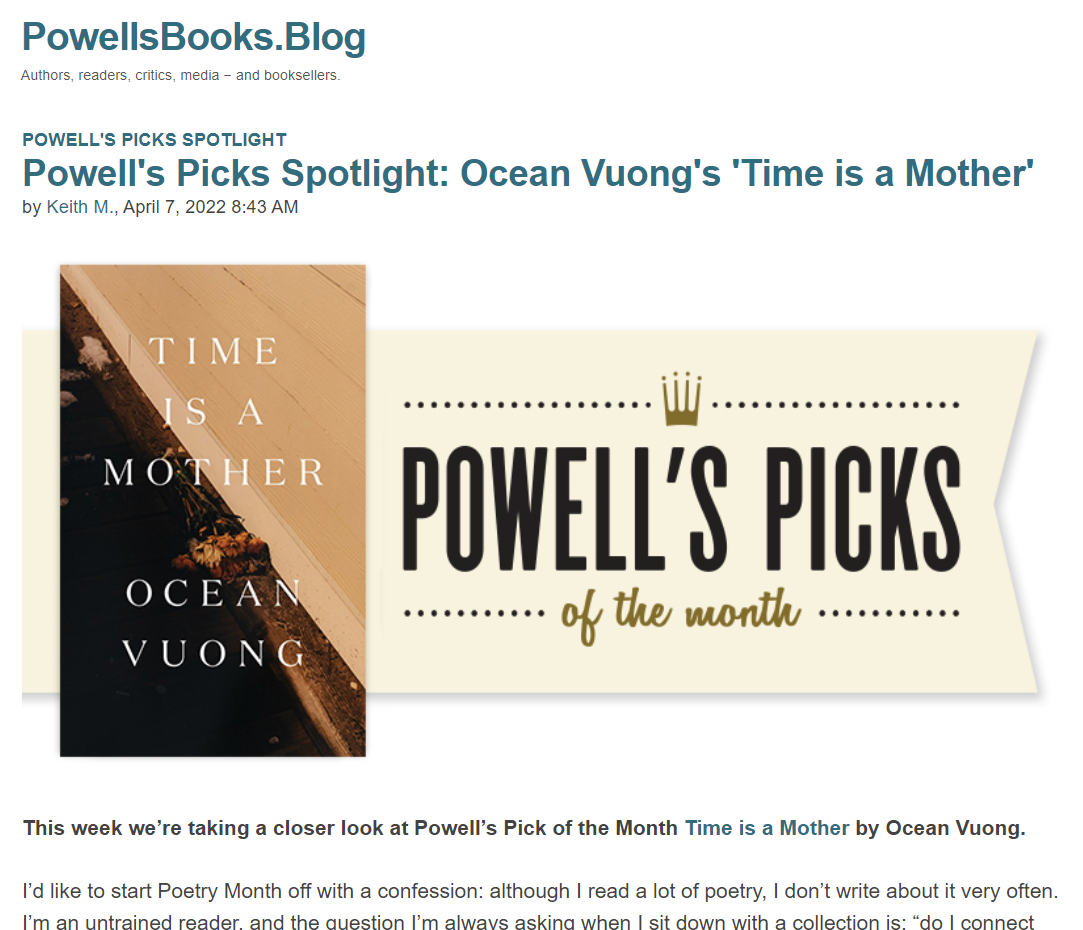 PowellsBooks.Blog
Authors, readers, critics, media − and booksellers.
POWELL'S PICKS SPOTLIGHT
Powell's Picks Spotlight: Ocean Vuong's 'Time is a Mother'
by Keith M., April 7, 2022 8:43 AM
TIME
IS A
MOTHER
OCEAN
VUONG
POWELL'S PICKS
of the month
This week we’re taking a closer look at Powell’s Pick of the Month Time is a Mother by Ocean Vuong.
I’d like to start Poetry Month off with a confession: although I read a lot of poetry, I don’t write about it very often.
I’m an untrained reader, and the question I’m always asking when I sit down with a collection is: “do I connect